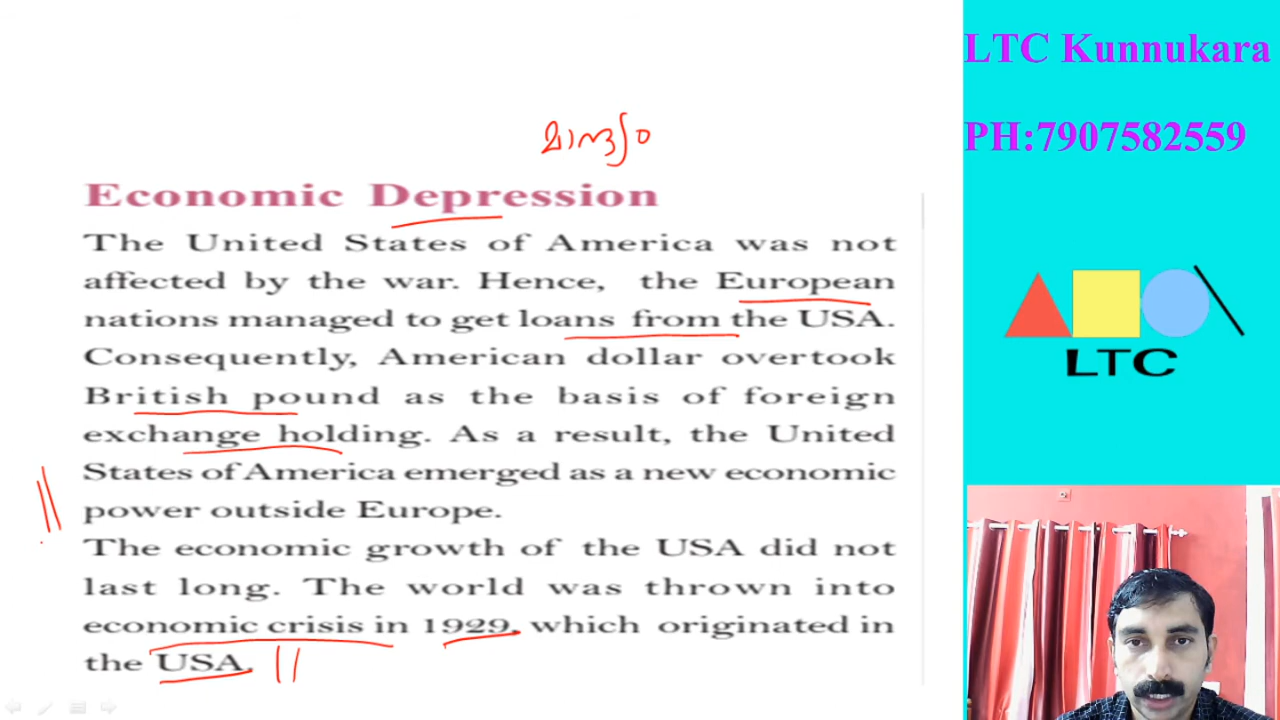 LTC Kunnukara
PH:7907582559
മാന്ദ്യം
Economic Depression
The United States of America was not
affected by the war. Hence, the European
nations managed to get loans from the USA.
Consequently, American dollar overtook
British pound as the basis of foreign
exchange holding. As a result, the United
States of America emerged as a new economic
power outside Europe.
The economic growth of the USA did not
last long. The world was thrown into
economic crisis in 1929, which originated in
the USA.
LTC